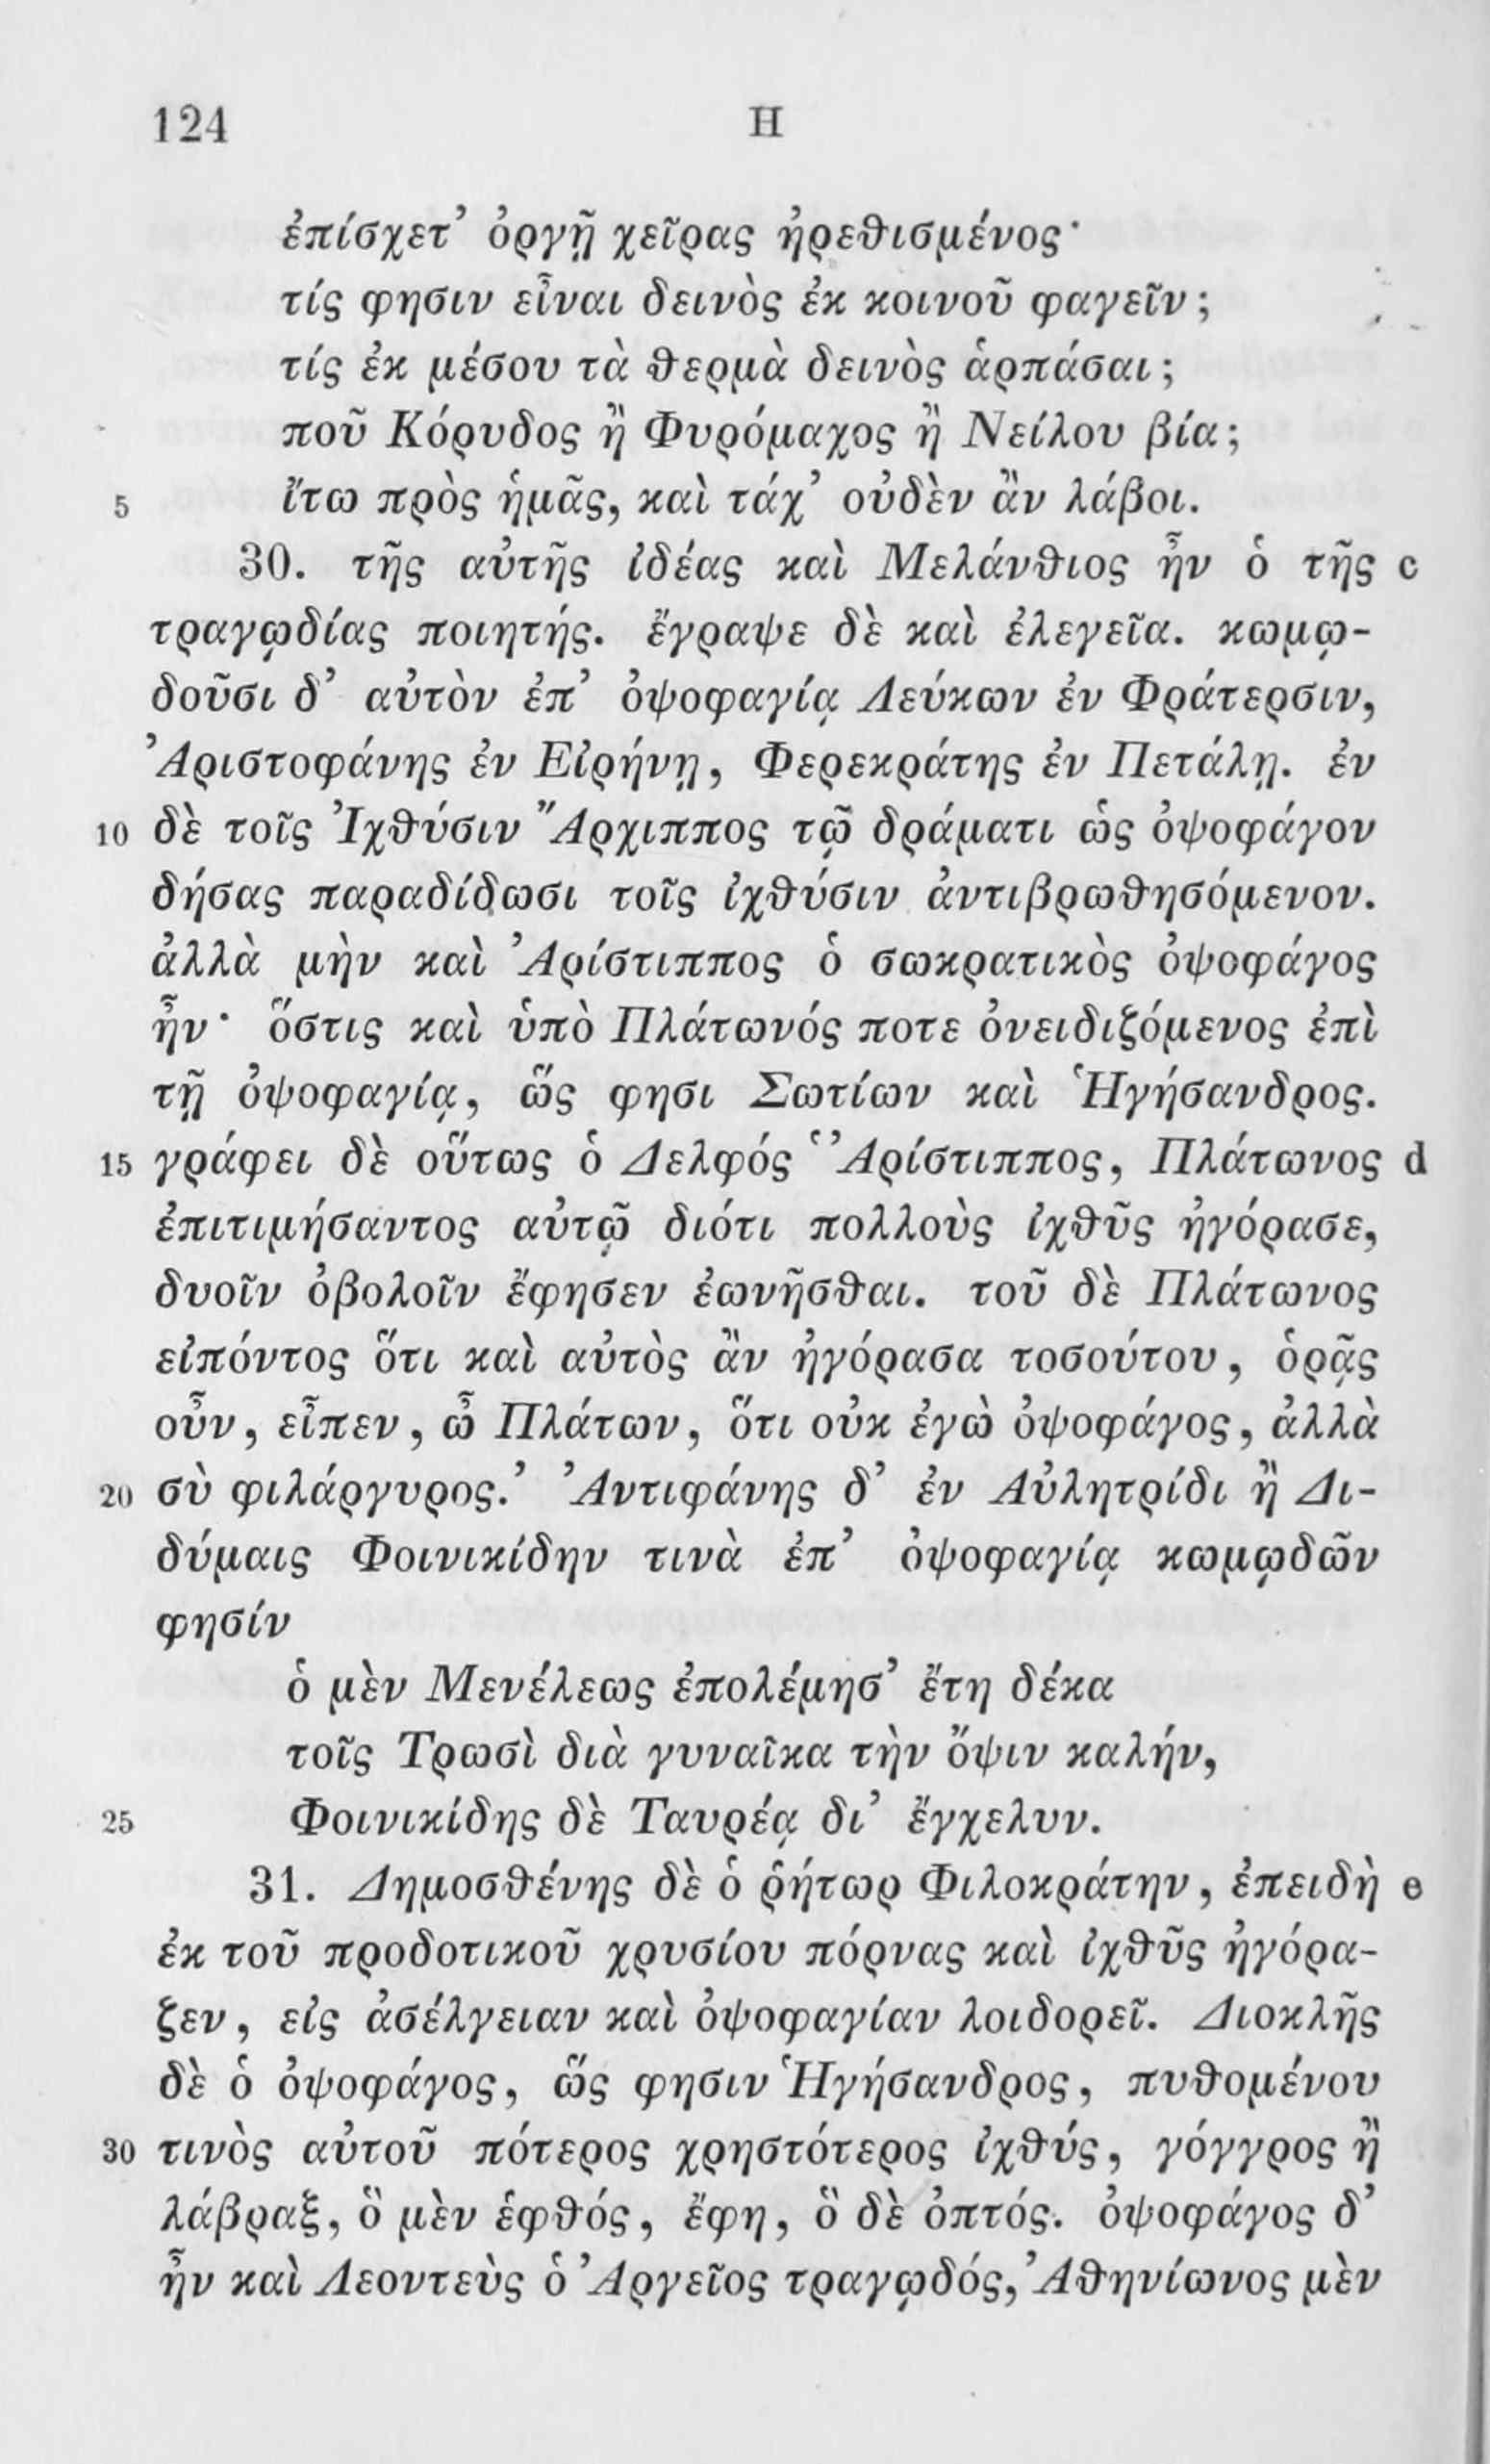 124 Η
ἐπίσχετ’ ὀργῇ χεῖρας ἠρεθισμένος·
τίς φησιν εἶναι δεινὸς ἐκ κοινοῦ φαγεῖν;
τίς ἐκ μέσου τὰ θερμὰ δεινὸς ἁρπάσαι;
ποῦ Κόρυδος ἢ Φυρόμαχος ἢ Νείλου βία;
5 ἴτω πρὸς ἡμᾶς, καὶ τάχ’ οὐδὲν ἂν λάβοι.
30. τῆς αὐτῆς ἰδέας καὶ Μελάνθιος ἦν ὁ τῆς c
τραγῳδίας ποιητής. ἔγραψε δὲ καὶ ἐλεγεῖα. κωμῳ-
δοῦσι δ’ αὐτὸν ἐπ’ ὀψοφαγίᾳ Λεύκων ἐν Φράτερσιν,
Ἀριστοφάνης ἐν Εἰρήνῃ, Φερεκράτης ἐν Πετάλῃ. ἐν
10 δὲ τοῖς Ἰχθύσιν Ἄρχιππος τῷ δράματι ὡς ὀψοφάγον
δήσας παραδίδωσι τοῖς ἰχθύσιν ἀντιβρωθησόμενον.
ἀλλὰ μὴν καὶ Ἀρίστιππος ὁ σωκρατικὸς ὀψοφάγος
ἦν· ὅστις καὶ ὑπὸ Πλάτωνός ποτε ὀνειδιζόμενος ἐπὶ
τῇ ὀψοφαγίᾳ, ὥς φησι Σωτίων καὶ Ἡγήσανδρος.
15 γράφει δὲ οὕτως ὁ Δελφός ‘Ἀρίστιππος, Πλάτωνος d
ἐπιτιμήσαντος αὐτῷ διότι πολλοὺς ἰχθῦς ἠγόρασε,
δυοῖν ὀβολοῖν ἔφησεν ἐωνῆσθαι. τοῦ δὲ Πλάτωνος
εἰπόντος ὅτι καὶ αὐτὸς ἂν ἠγόρασα τοσούτου, ὁρᾷς
οὖν, εἶπεν, ὦ Πλάτων, ὅτι οὐκ ἐγὼ ὀψοφάγος, ἀλλὰ
20 σὺ φιλάργυρος.’ Ἀντιφάνης δ’ ἐν Αὐλητρίδι ἢ Δι-
δύμαις Φοινικίδην τινὰ ἐπ’ ὀψοφαγίᾳ κωμῳδῶν
φησίν
ὁ μὲν Μενέλεως ἐπολέμησ’ ἔτη δέκα
τοῖς Τρωσὶ διὰ γυναῖκα τὴν ὄψιν καλήν,
25 Φοινικίδης δὲ Ταυρέᾳ δι’ ἔγχελυν.
31. Δημοσθένης δὲ ὁ ῥήτωρ Φιλοκράτην, ἐπειδὴ e
ἐκ τοῦ προδοτικοῦ χρυσίου πόρνας καὶ ἰχθῦς ἠγόρα-
ζεν, εἰς ἀσέλγειαν καὶ ὀψοφαγίαν λοιδορεῖ. Διοκλῆς
δὲ ὁ ὀψοφάγος, ὥς φησιν Ἡγήσανδρος, πυθομένου
30 τινὸς αὐτοῦ πότερος χρηστότερος ἰχθύς, γόγγρος ἢ
λάβραξ, ὃ μὲν ἑφθός, ἔφη, ὃ δὲ ὀπτός. ὀψοφάγος δ’
ἦν καὶ Λεοντεὺς ὁ Ἀργεῖος τραγῳδός, Ἀθηνίωνος μὲν